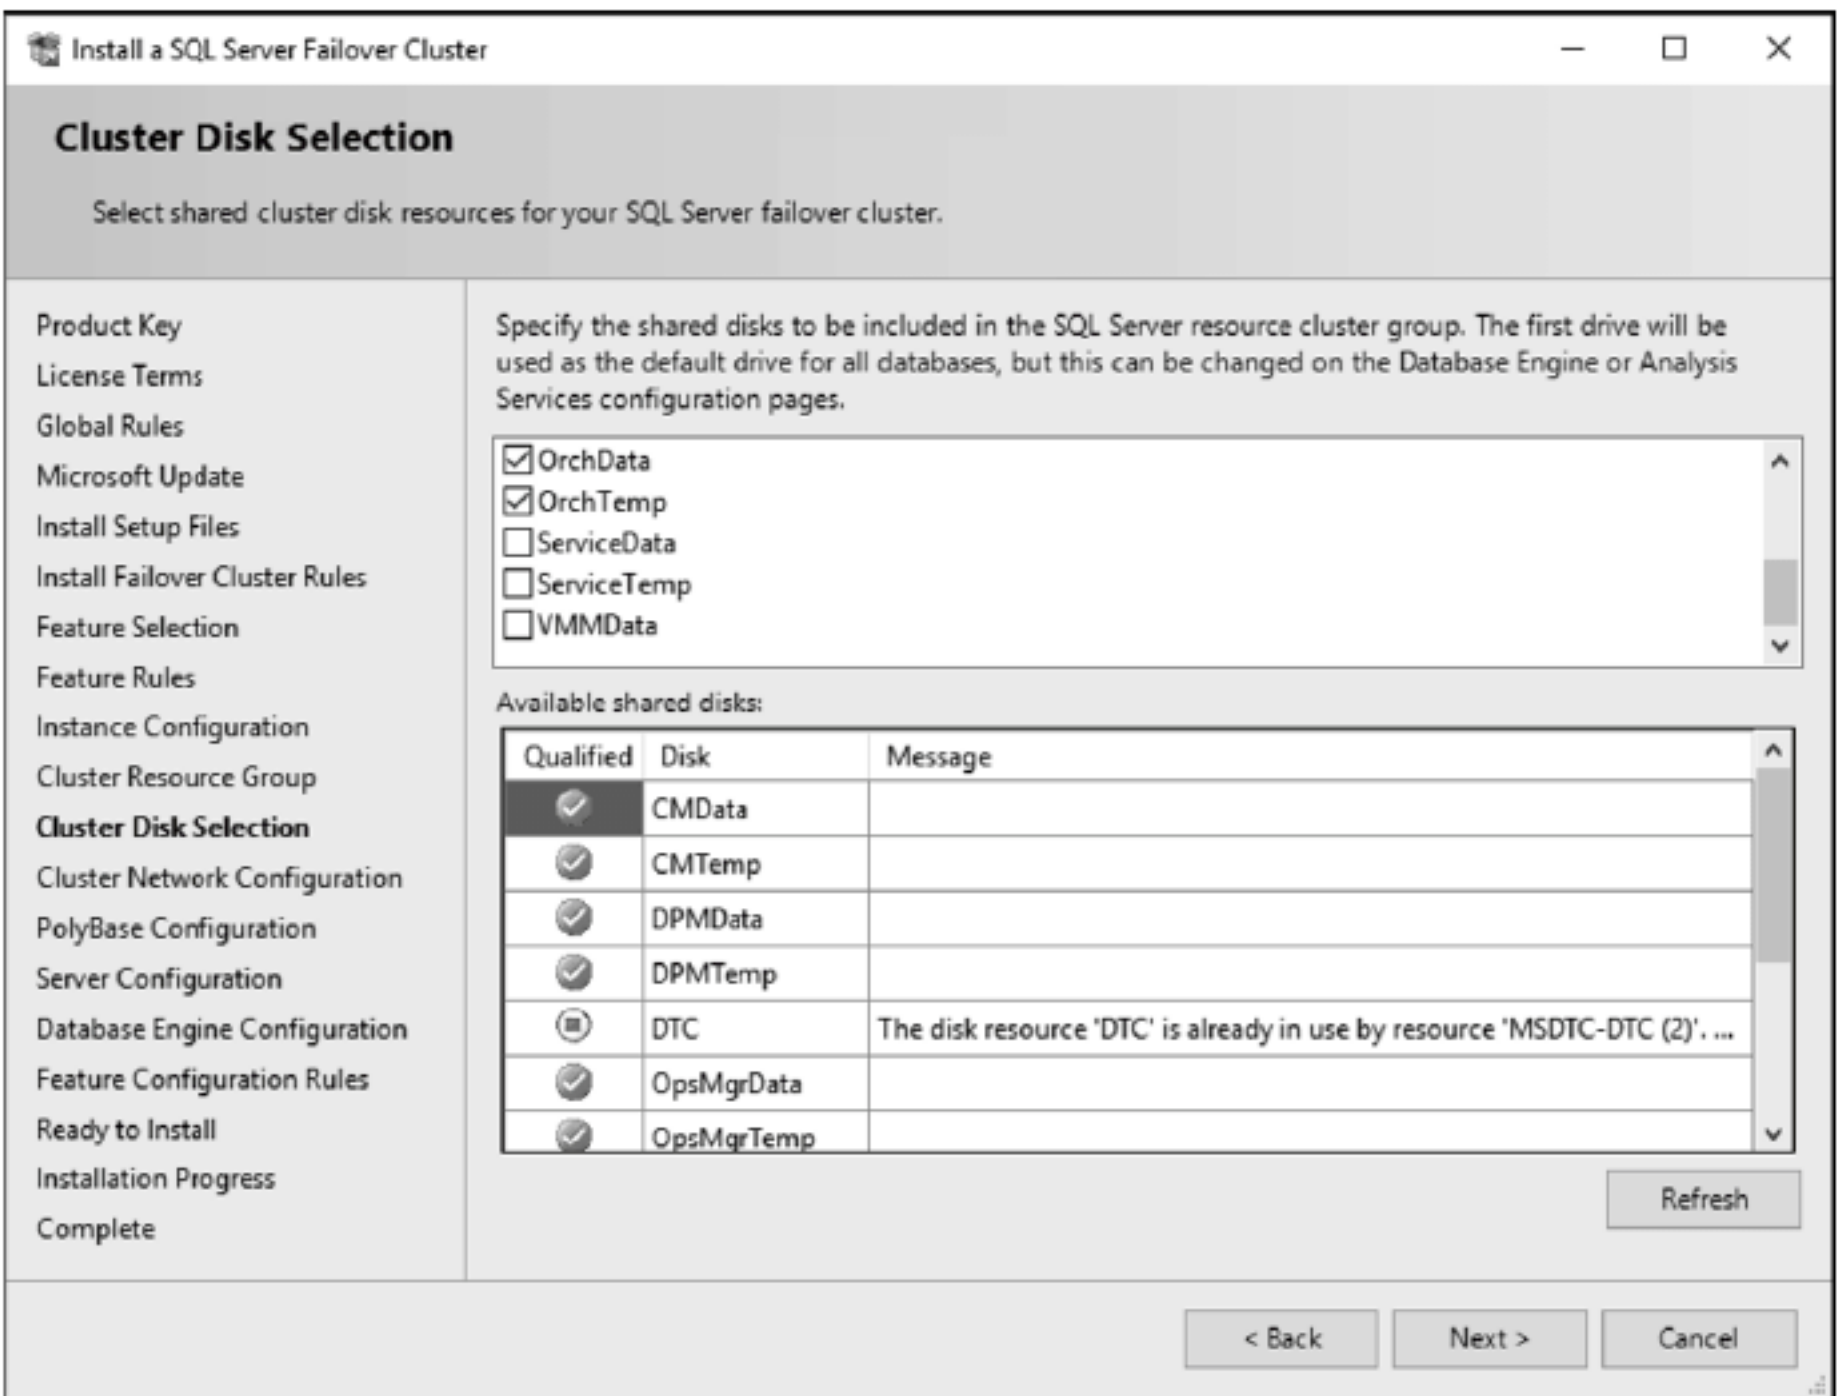 Install a SQL Server Failover Cluster
Cluster Disk Selection
Select shared cluster disk resources for your SQL Server failover cluster.
Product Key
License Terms
Global Rules
Microsoft Update
Install Setup Files
Install Failover Cluster Rules
Feature Selection
Feature Rules
Instance Configuration
Cluster Resource Group
Cluster Disk Selection
Cluster Network Configuration
PolyBase Configuration
Server Configuration
Database Engine Configuration
Feature Configuration Rules
Ready to Install
Installation Progress
Complete
Specify the shared disks to be included in the SQL Server resource cluster group. The first drive will be
used as the default drive for all databases, but this can be changed on the Database Engine or Analysis
Services configuration pages.
OrchData
OrchTemp
ServiceData
ServiceTemp
VMMData
Available shared disks:
Qualified Disk Message
CMData
CMTemp
DPMData
DPMTemp
DTC The disk resource 'DTC' is already in use by resource 'MSDTC-DTC (2)'. ...
OpsMgrData
OpsMgrTemp
Refresh
< Back Next > Cancel